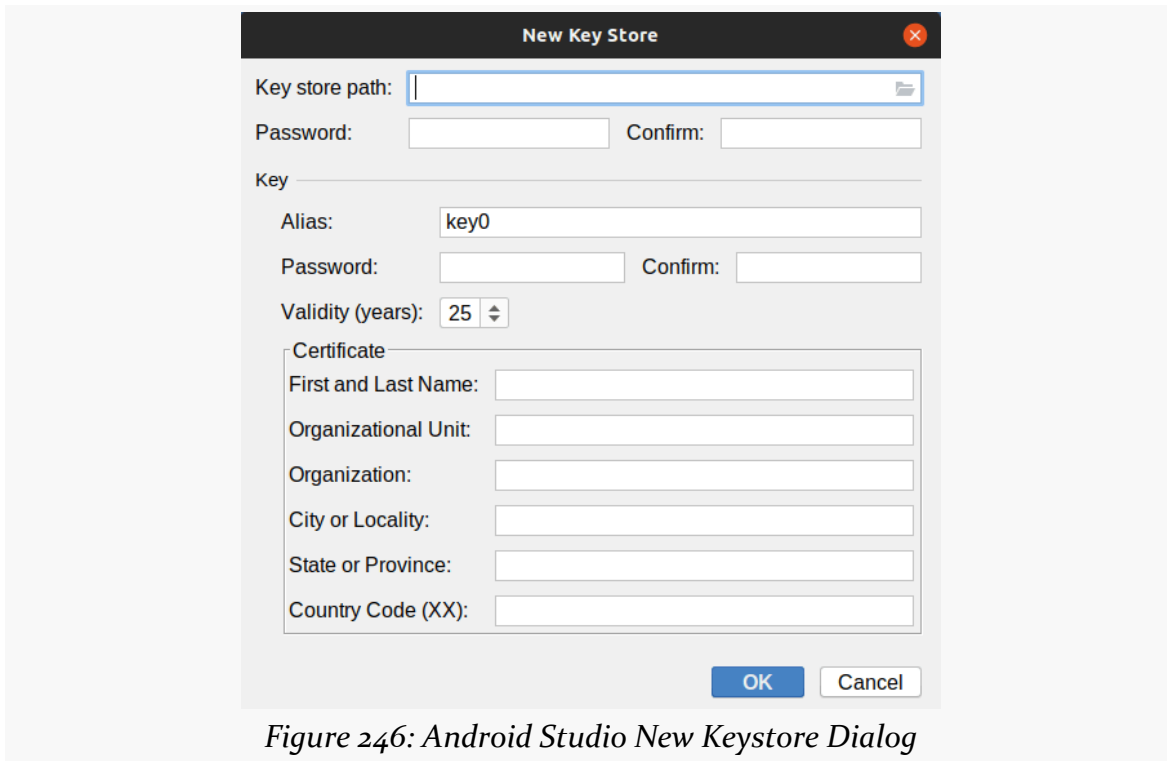 New Key Store
Key store path:
Password: Confirm:
Key
Alias: key0
Password: Confirm:
Validity (years): 25
Certificate
First and Last Name:
Organizational Unit:
Organization:
City or Locality:
State or Province:
Country Code (XX):
OK Cancel
Figure 246: Android Studio New Keystore Dialog